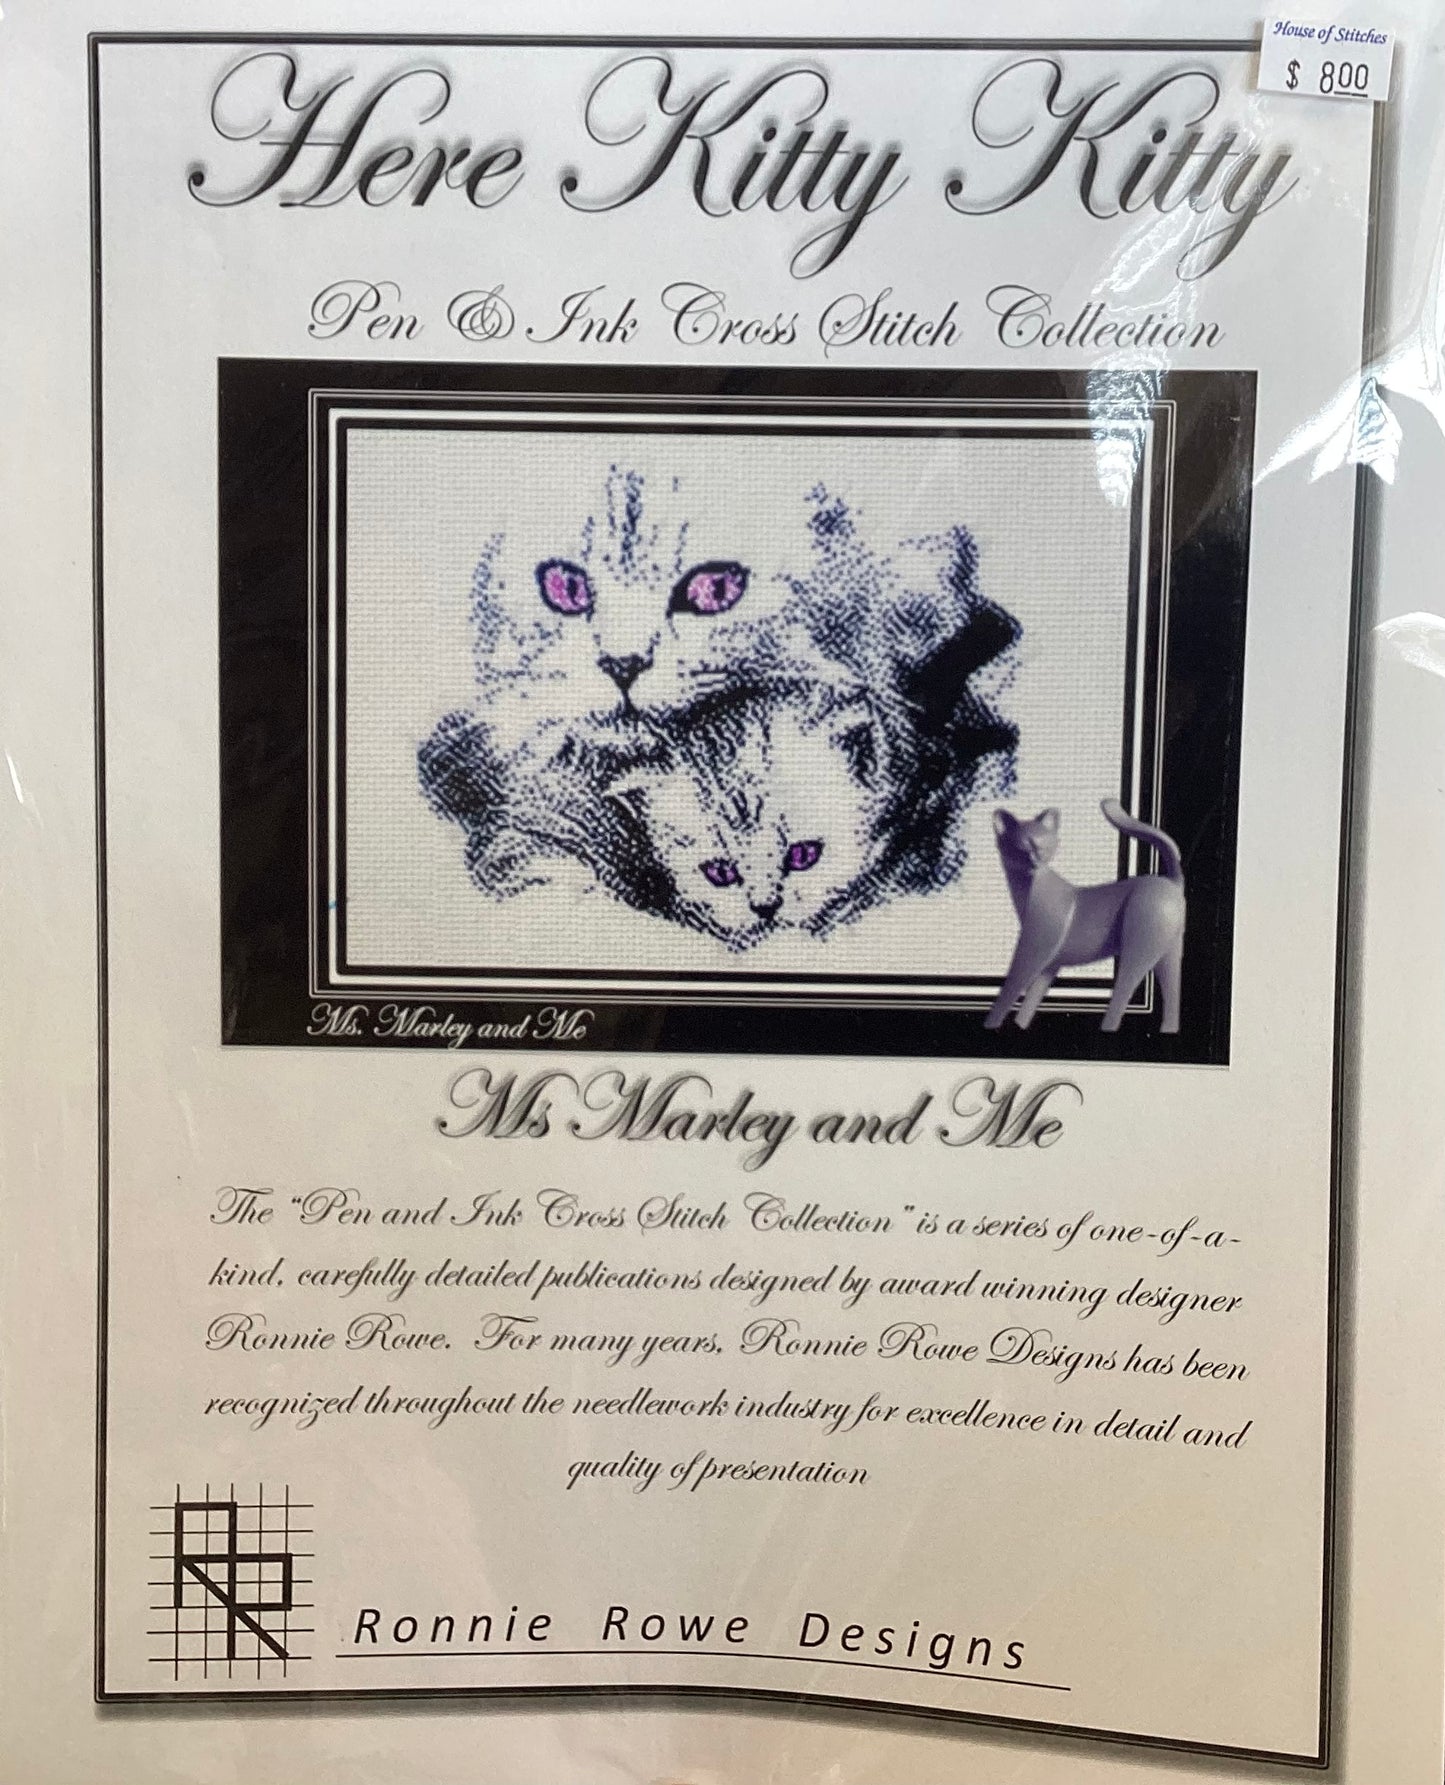 House of Stitches
$ 800
Here Kitty Kitty
Pen & Ink Cross Stitch Collection
Ms. Marley and Me
Ms Marley and Me
The "Pen and Ink Cross Stitch Collection" is a series of one-of-a-
kind, carefully detailed publications designed by award winning designer
Ronnie Rowe. For many years, Ronnie Rowe Designs has been
recognized throughout the needlework industry for excellence in detail and
quality of presentation
RR
Ronnie Rowe Designs